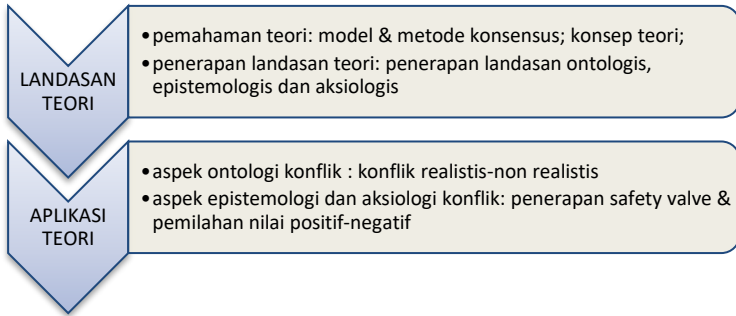 LANDASAN
TEORI
•pemahaman teori: model & metode konsensus; konsep teori;
•penerapan landasan teori: penerapan landasan ontologis,
epistemologis dan aksiologis
APLIKASI
TEORI
•aspek ontologi konflik : konflik realistis-non realistis
•aspek epistemologi dan aksiologi konflik: penerapan safety valve &
pemilahan nilai positif-negatif